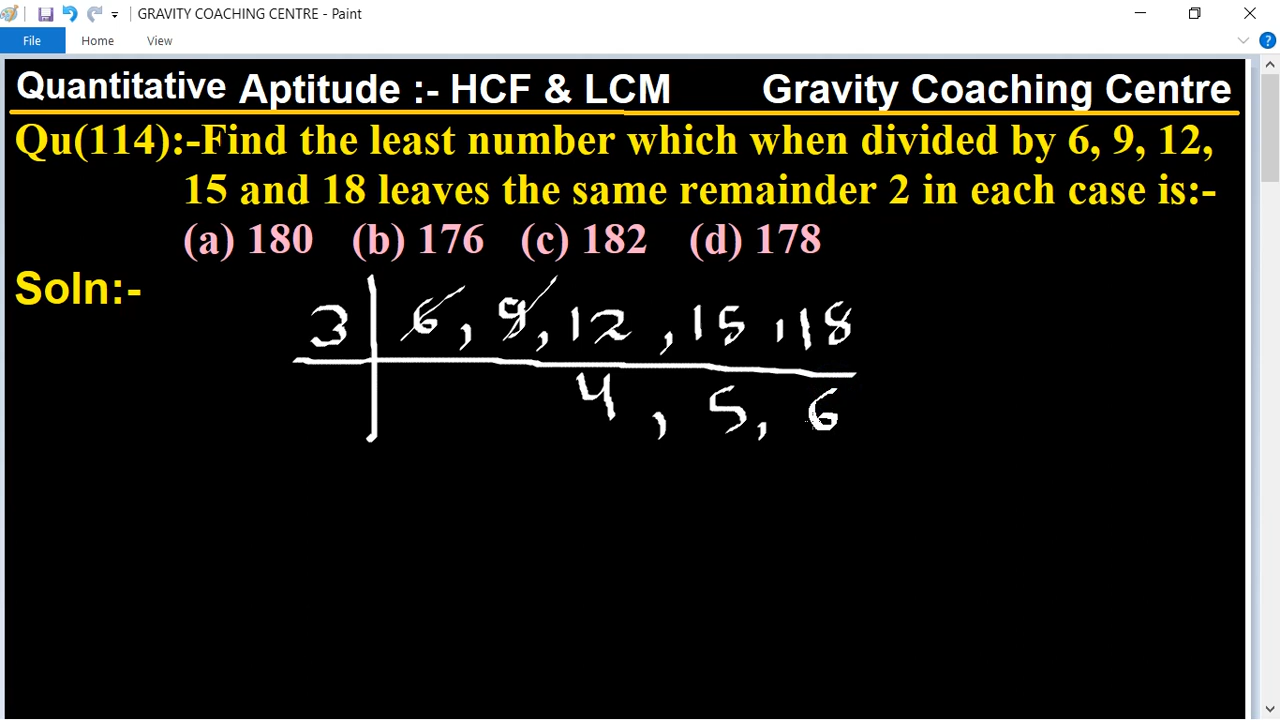 GRAVITY COACHING CENTRE - Paint
File Home View
Quantitative Aptitude :- HCF & LCM Gravity Coaching Centre
Qu(114):-Find the least number which when divided by 6, 9, 12,
15 and 18 leaves the same remainder 2 in each case is:-
(a) 180 (b) 176 (c) 182 (d) 178
Soln:-
3 6, 9, 12, 15, 18
4, 5, 6